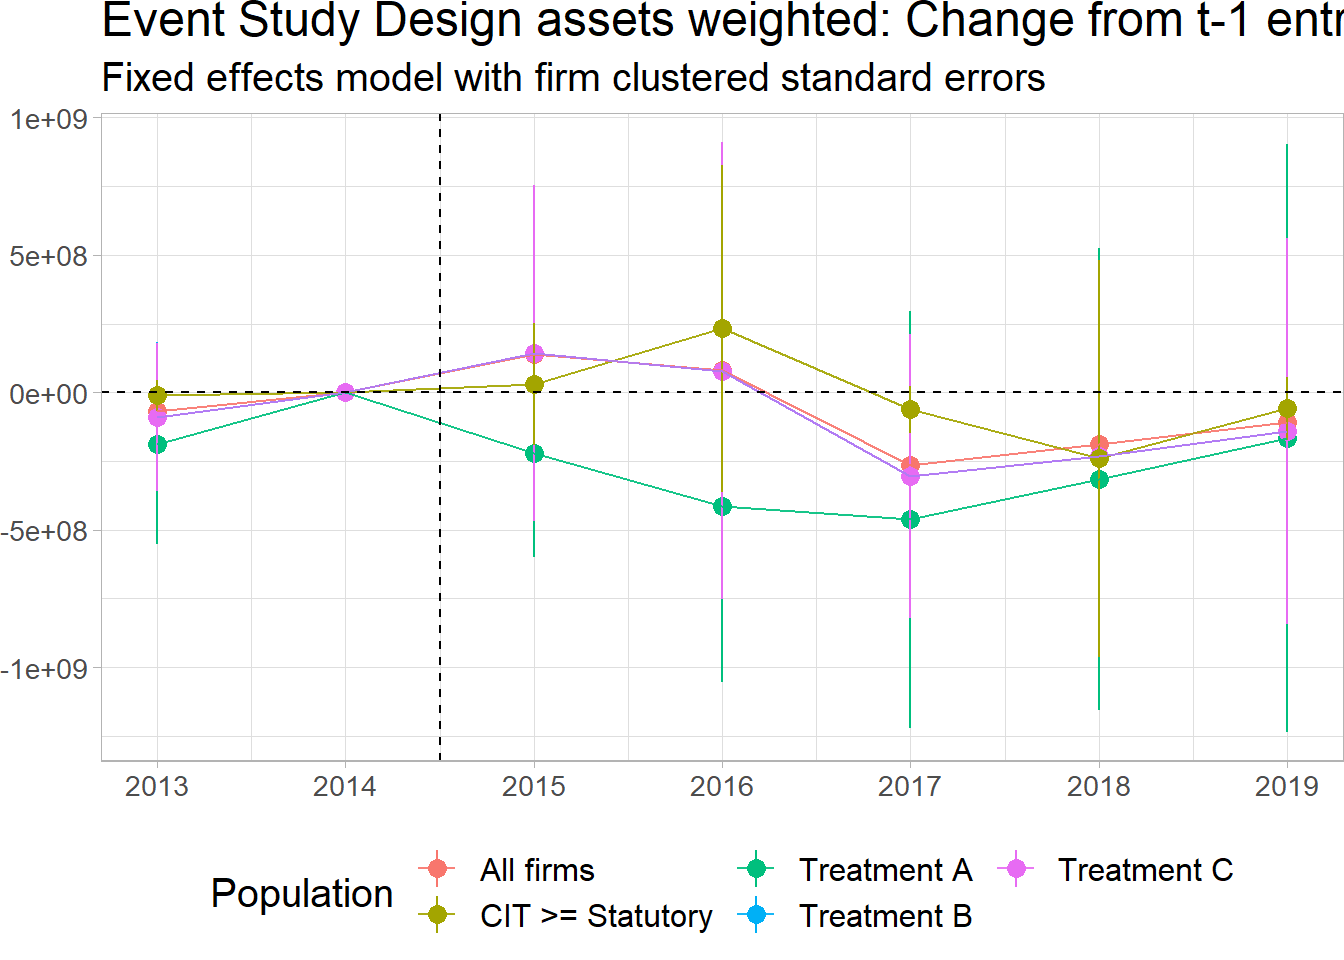 Event Study Design assets weighted: Change from t-1 entr
Fixed effects model with firm clustered standard errors
1e+09
5e+08
0e+00
-5e+08
-1e+09
2013 2014 2015 2016 2017 2018 2019
Population
All firms
CIT >= Statutory
Treatment A
Treatment B
Treatment C